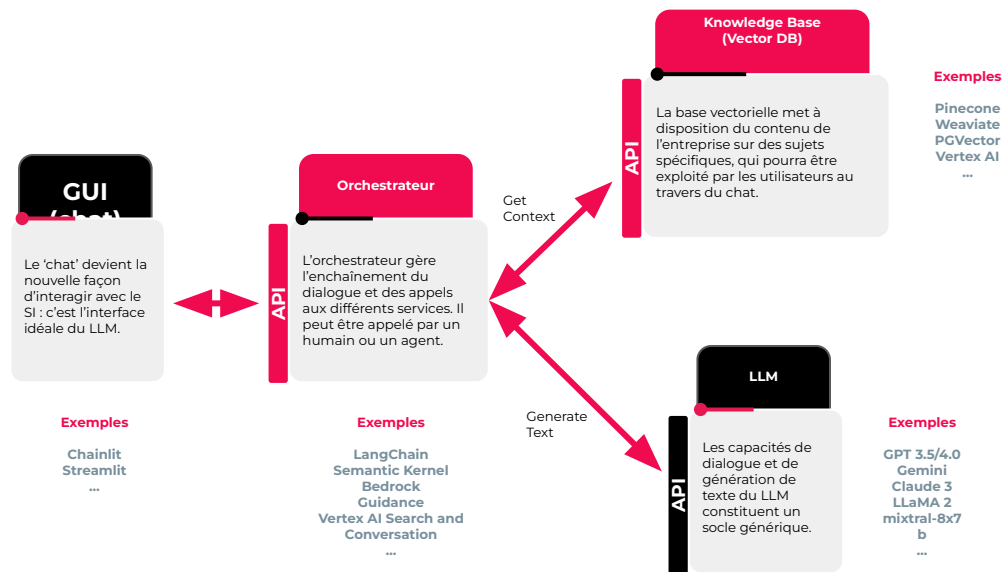 GUI
(chat)
Le ‘chat’ devient la
nouvelle façon
d’interagir avec le
SI : c’est l’interface
idéale du LLM.
Exemples
Chainlit
Streamlit
...
Orchestrateur
API
L’orchestrateur gère
l’enchaînement du
dialogue et des appels
aux différents services. Il
peut être appelé par un
humain ou un agent.
Exemples
LangChain
Semantic Kernel
Bedrock
Guidance
Vertex AI Search and
Conversation
...
Get
Context
Generate
Text
Knowledge Base
(Vector DB)
API
La base vectorielle met à
disposition du contenu de
l’entreprise sur des sujets
spécifiques, qui pourra être
exploité par les utilisateurs au
travers du chat.
Exemples
Pinecone
Weaviate
PGVector
Vertex AI
...
LLM
API
Les capacités de
dialogue et de
génération de
texte du LLM
constituent un
socle générique.
Exemples
GPT 3.5/4.0
Gemini
Claude 3
LLaMA 2
mixtral-8x7
b
...